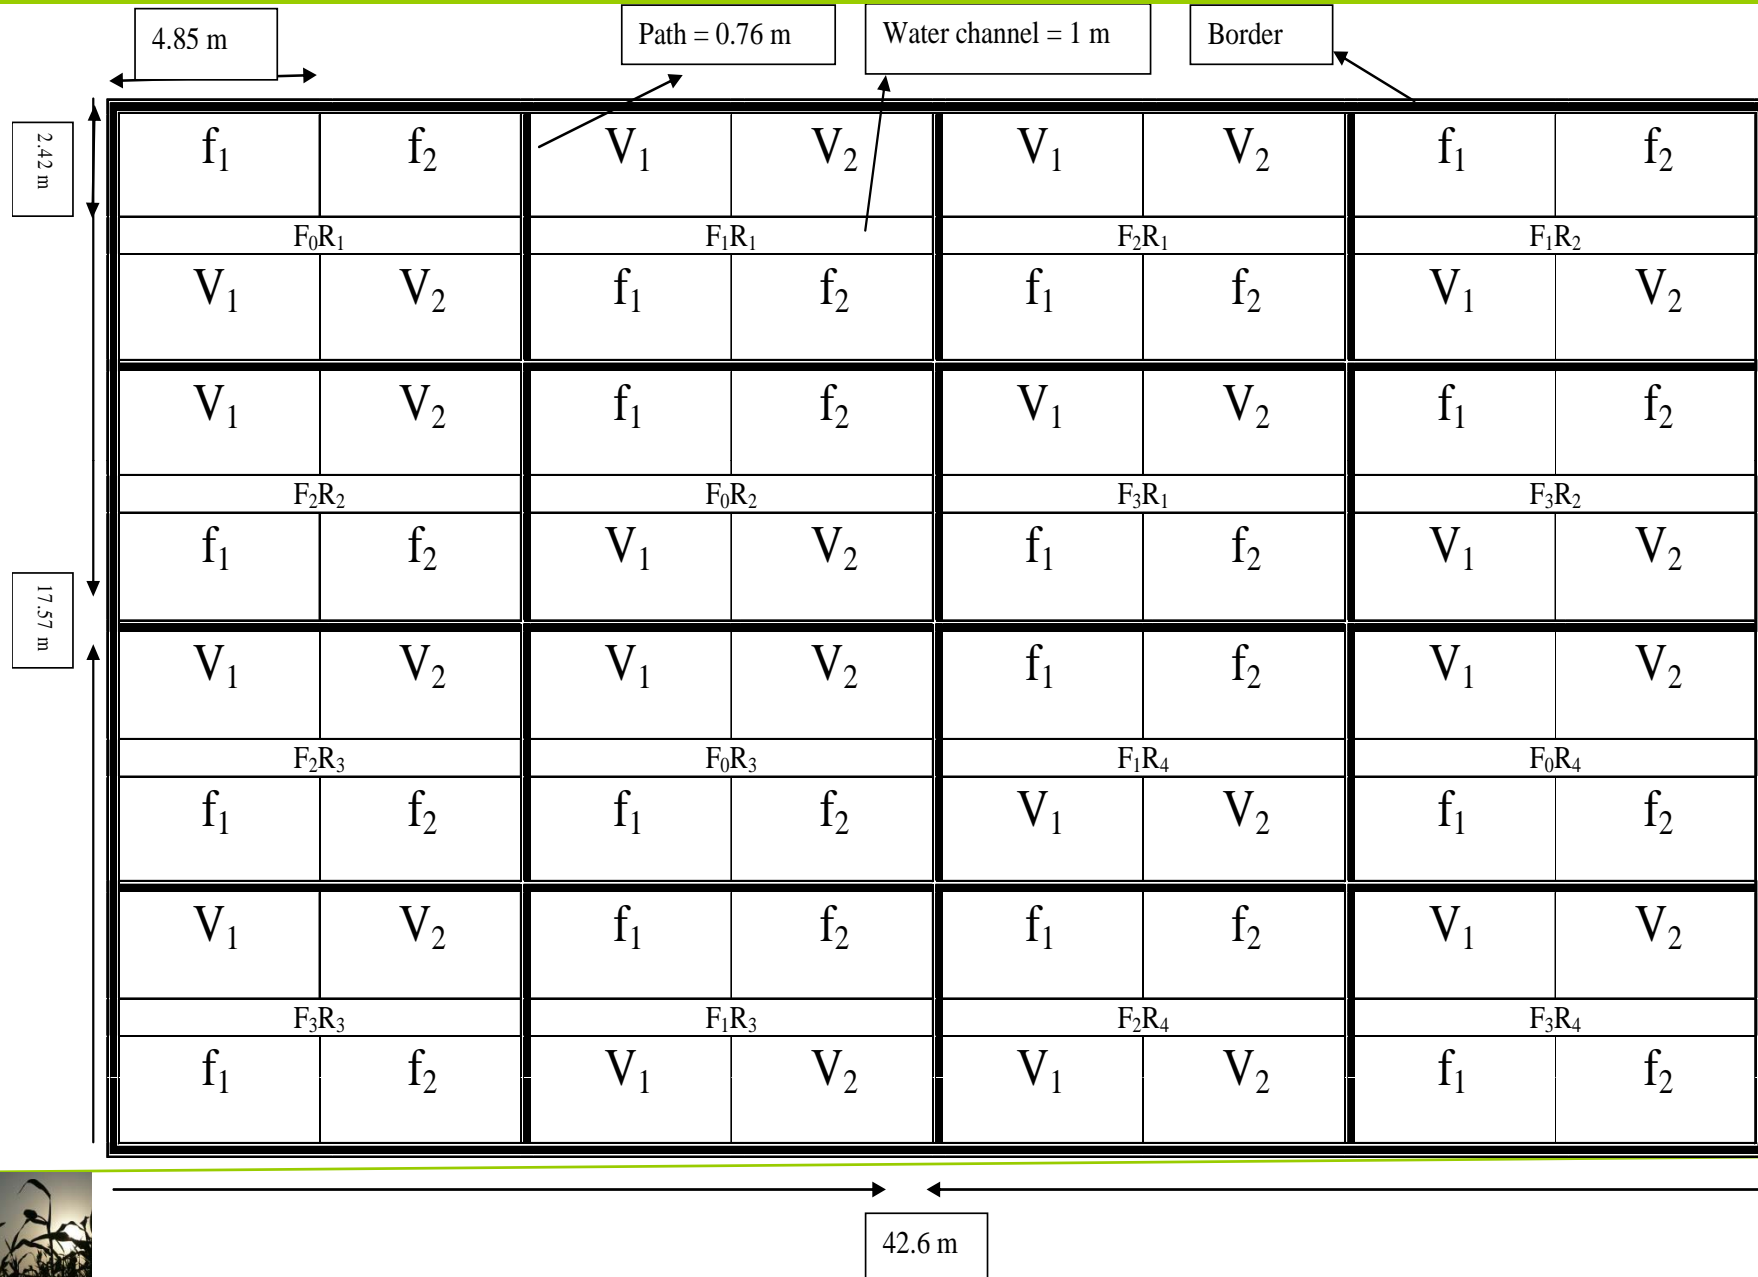 4.85 m
Path = 0.76 m
Water channel = 1 m
Border
2.42 m
f₁ f₂ V₁ V₂ V₁ V₂ f₁ f₂
F₀R₁ F₁R₁ F₂R₁ F₁R₂
V₁ V₂ f₁ f₂ f₁ f₂ V₁ V₂
V₁ V₂ f₁ f₂ V₁ V₂ f₁ f₂
F₂R₂ F₀R₂ F₃R₁ F₃R₂
f₁ f₂ V₁ V₂ f₁ f₂ V₁ V₂
17.57 m
V₁ V₂ V₁ V₂ f₁ f₂ V₁ V₂
F₂R₃ F₀R₃ F₁R₄ F₀R₄
f₁ f₂ f₁ f₂ V₁ V₂ f₁ f₂
V₁ V₂ f₁ f₂ f₁ f₂ V₁ V₂
F₃R₃ F₁R₃ F₂R₄ F₃R₄
f₁ f₂ V₁ V₂ V₁ V₂ f₁ f₂
42.6 m